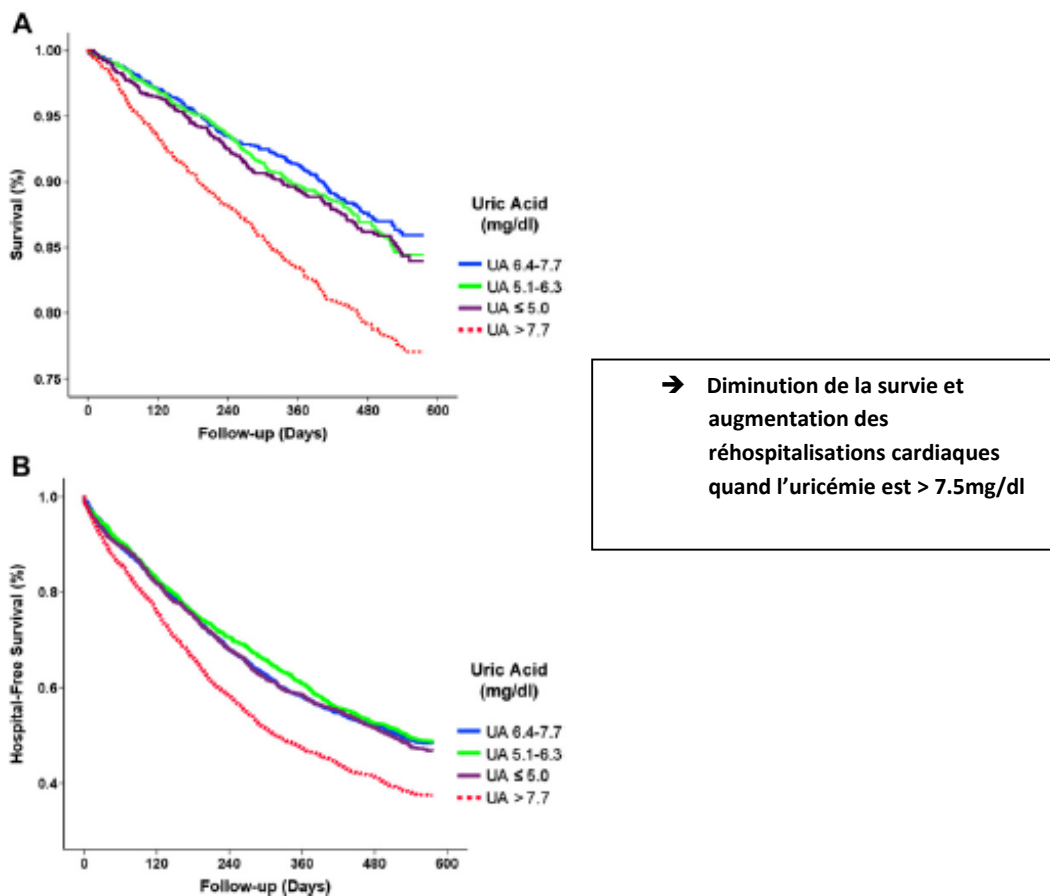 A
1.00
0.95
0.90
0.85
0.80
0.75
Survival (%)
0 120 240 360 480 600
Follow-up (Days)
Uric Acid
(mg/dl)
UA 6.4-7.7
UA 5.1-6.3
UA ≤ 5.0
UA > 7.7
➔ Diminution de la survie et
augmentation des
réhospitalisations cardiaques
quand l’uricémie est > 7.5mg/dl
B
1.0
0.8
0.6
0.4
Hospital-Free Survival (%)
0 120 240 360 480 600
Follow-up (Days)
Uric Acid
(mg/dl)
UA 6.4-7.7
UA 5.1-6.3
UA ≤ 5.0
UA > 7.7